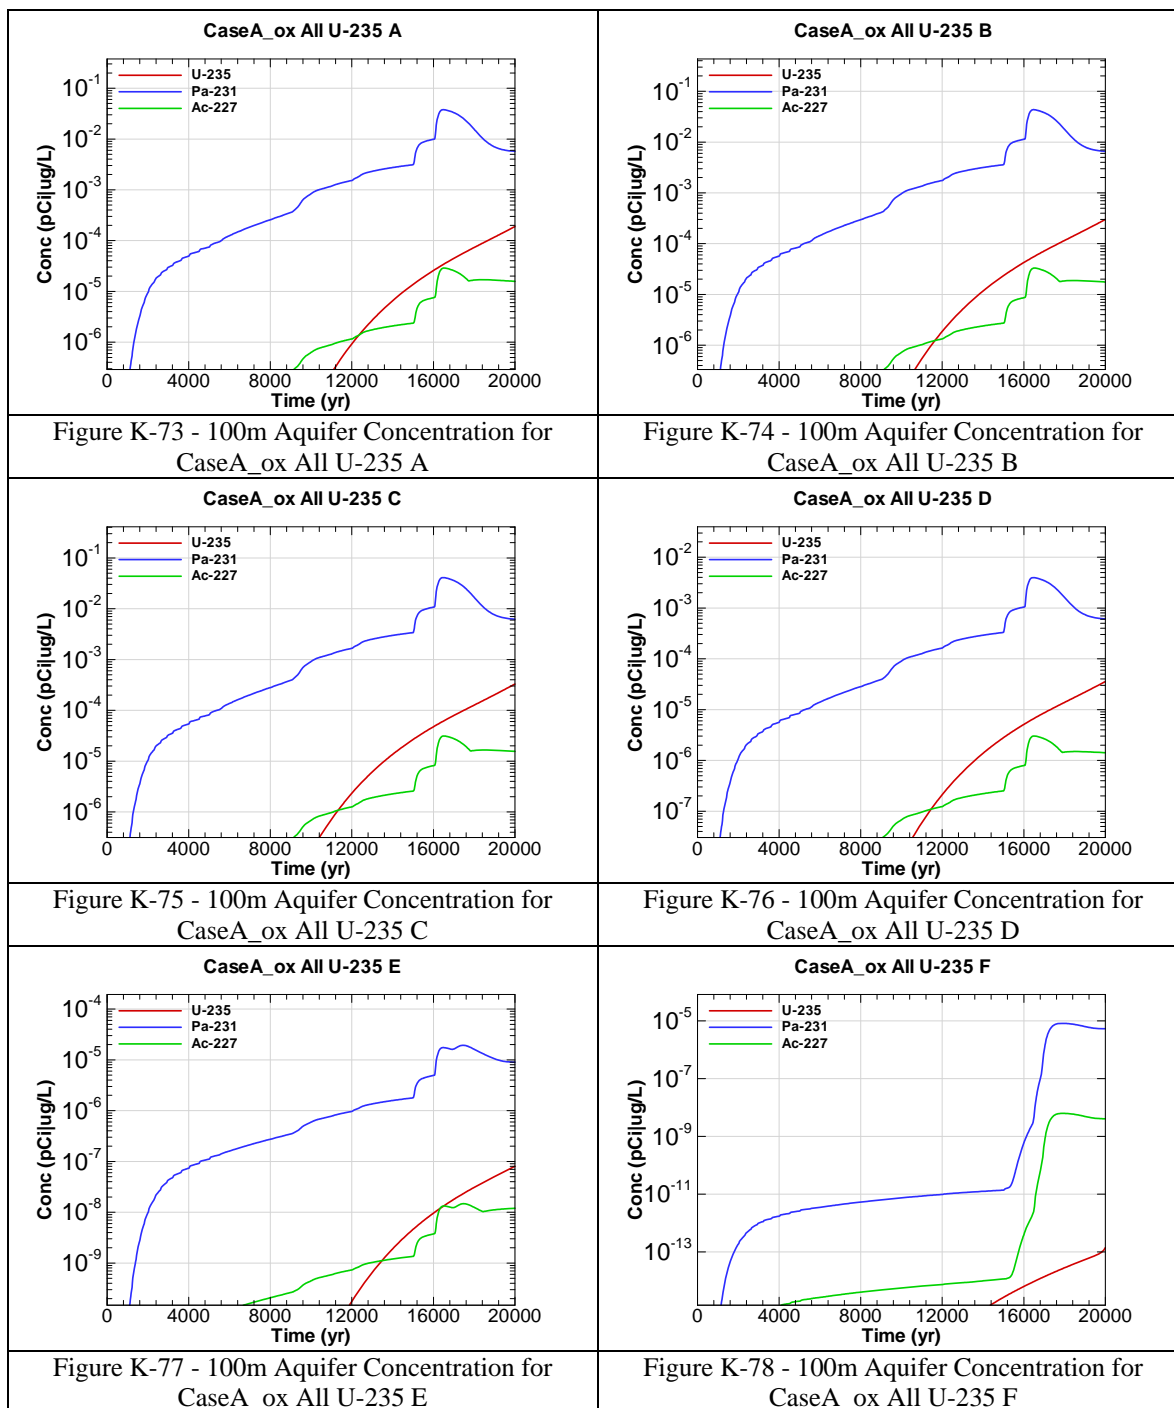 CaseA_ox All U-235 A
U-235
Pa-231
Ac-227
10-1
10-2
10-3
10-4
10-5
10-6
Conc (pCi|ug/L)
0 4000 8000 12000 16000 20000
Time (yr)
Figure K-73 - 100m Aquifer Concentration for
CaseA_ox All U-235 A
CaseA_ox All U-235 B
U-235
Pa-231
Ac-227
10-1
10-2
10-3
10-4
10-5
10-6
Conc (pCi|ug/L)
0 4000 8000 12000 16000 20000
Time (yr)
Figure K-74 - 100m Aquifer Concentration for
CaseA_ox All U-235 B
CaseA_ox All U-235 C
U-235
Pa-231
Ac-227
10-1
10-2
10-3
10-4
10-5
10-6
Conc (pCi|ug/L)
0 4000 8000 12000 16000 20000
Time (yr)
Figure K-75 - 100m Aquifer Concentration for
CaseA_ox All U-235 C
CaseA_ox All U-235 D
U-235
Pa-231
Ac-227
10-2
10-3
10-4
10-5
10-6
10-7
Conc (pCi|ug/L)
0 4000 8000 12000 16000 20000
Time (yr)
Figure K-76 - 100m Aquifer Concentration for
CaseA_ox All U-235 D
CaseA_ox All U-235 E
U-235
Pa-231
Ac-227
10-4
10-5
10-6
10-7
10-8
10-9
Conc (pCi|ug/L)
0 4000 8000 12000 16000 20000
Time (yr)
Figure K-77 - 100m Aquifer Concentration for
CaseA_ox All U-235 E
CaseA_ox All U-235 F
U-235
Pa-231
Ac-227
10-5
10-7
10-9
10-11
10-13
Conc (pCi|ug/L)
0 4000 8000 12000 16000 20000
Time (yr)
Figure K-78 - 100m Aquifer Concentration for
CaseA_ox All U-235 F